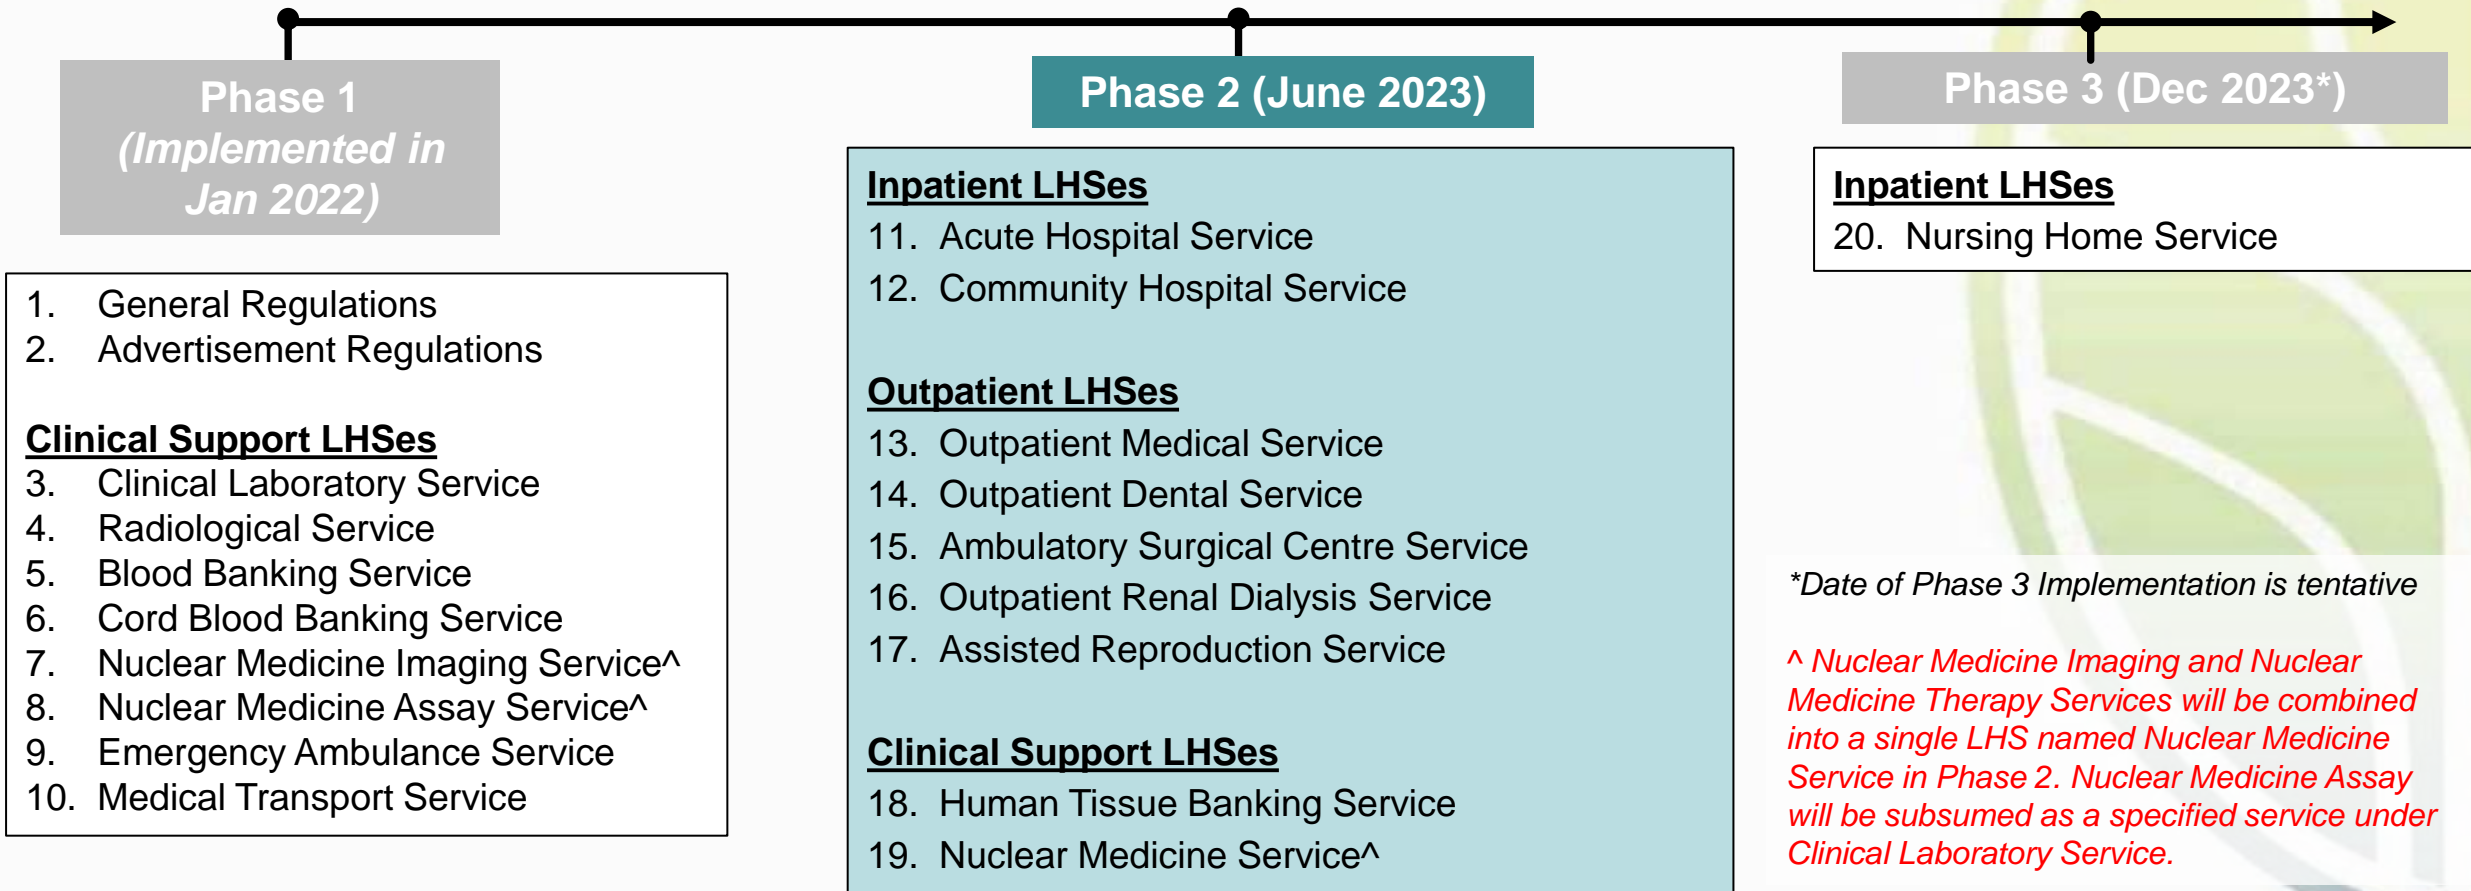 Phase 1
(Implemented in
Jan 2022)
1. General Regulations
2. Advertisement Regulations
Clinical Support LHSes
3. Clinical Laboratory Service
4. Radiological Service
5. Blood Banking Service
6. Cord Blood Banking Service
7. Nuclear Medicine Imaging Service^
8. Nuclear Medicine Assay Service^
9. Emergency Ambulance Service
10. Medical Transport Service
Phase 2 (June 2023)
Inpatient LHSes
11. Acute Hospital Service
12. Community Hospital Service
Outpatient LHSes
13. Outpatient Medical Service
14. Outpatient Dental Service
15. Ambulatory Surgical Centre Service
16. Outpatient Renal Dialysis Service
17. Assisted Reproduction Service
Clinical Support LHSes
18. Human Tissue Banking Service
19. Nuclear Medicine Service^
Phase 3 (Dec 2023*)
Inpatient LHSes
20. Nursing Home Service
*Date of Phase 3 Implementation is tentative
^ Nuclear Medicine Imaging and Nuclear
Medicine Therapy Services will be combined
into a single LHS named Nuclear Medicine
Service in Phase 2. Nuclear Medicine Assay
will be subsumed as a specified service under
Clinical Laboratory Service.